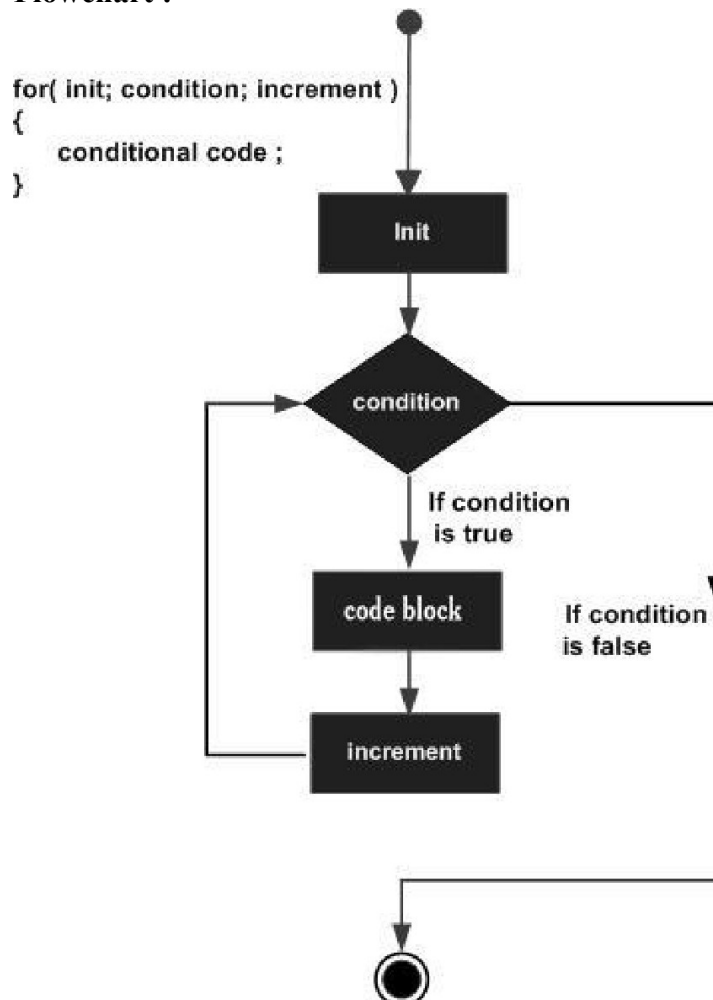 Flowchart :
for( init; condition; increment )
{
conditional code ;
}
Init
condition
If condition
is true
code block
If condition
is false
increment